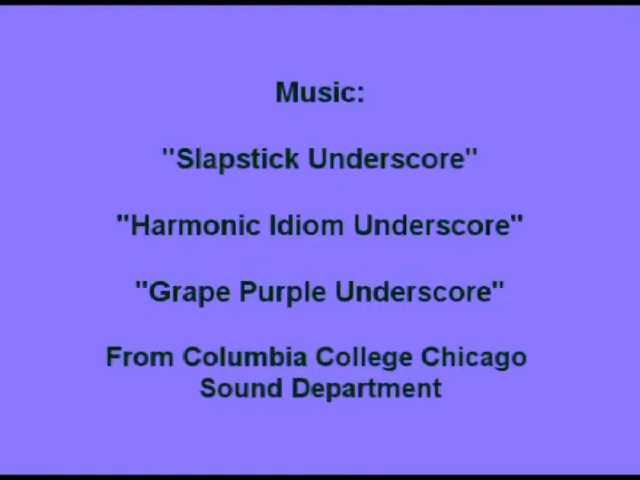 Music:
"Slapstick Underscore"
"Harmonic Idiom Underscore"
"Grape Purple Underscore"
From Columbia College Chicago
Sound Department